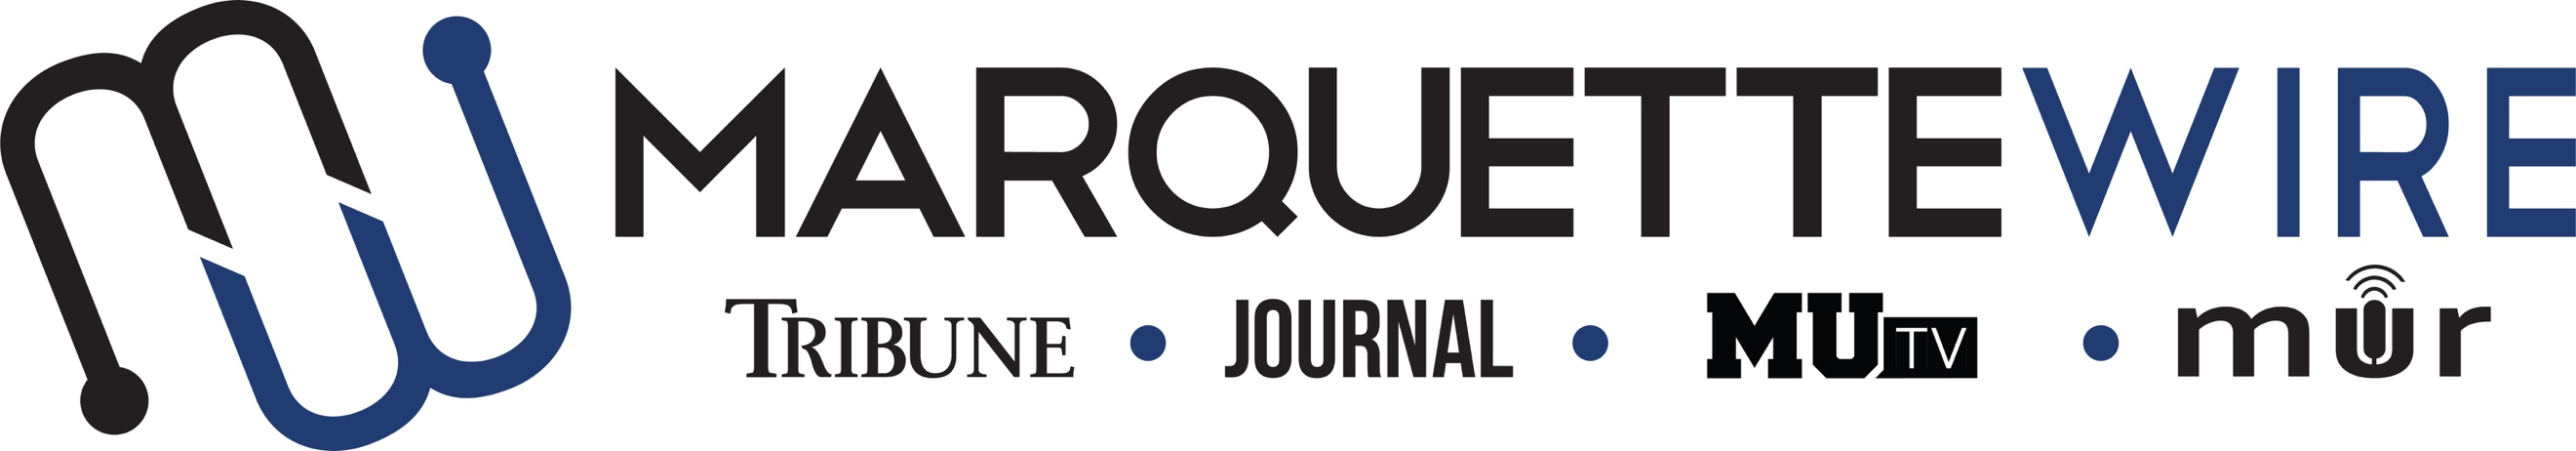 MARQUETTEWIRE
TRIBUNE • JOURNAL • MUTV • mur